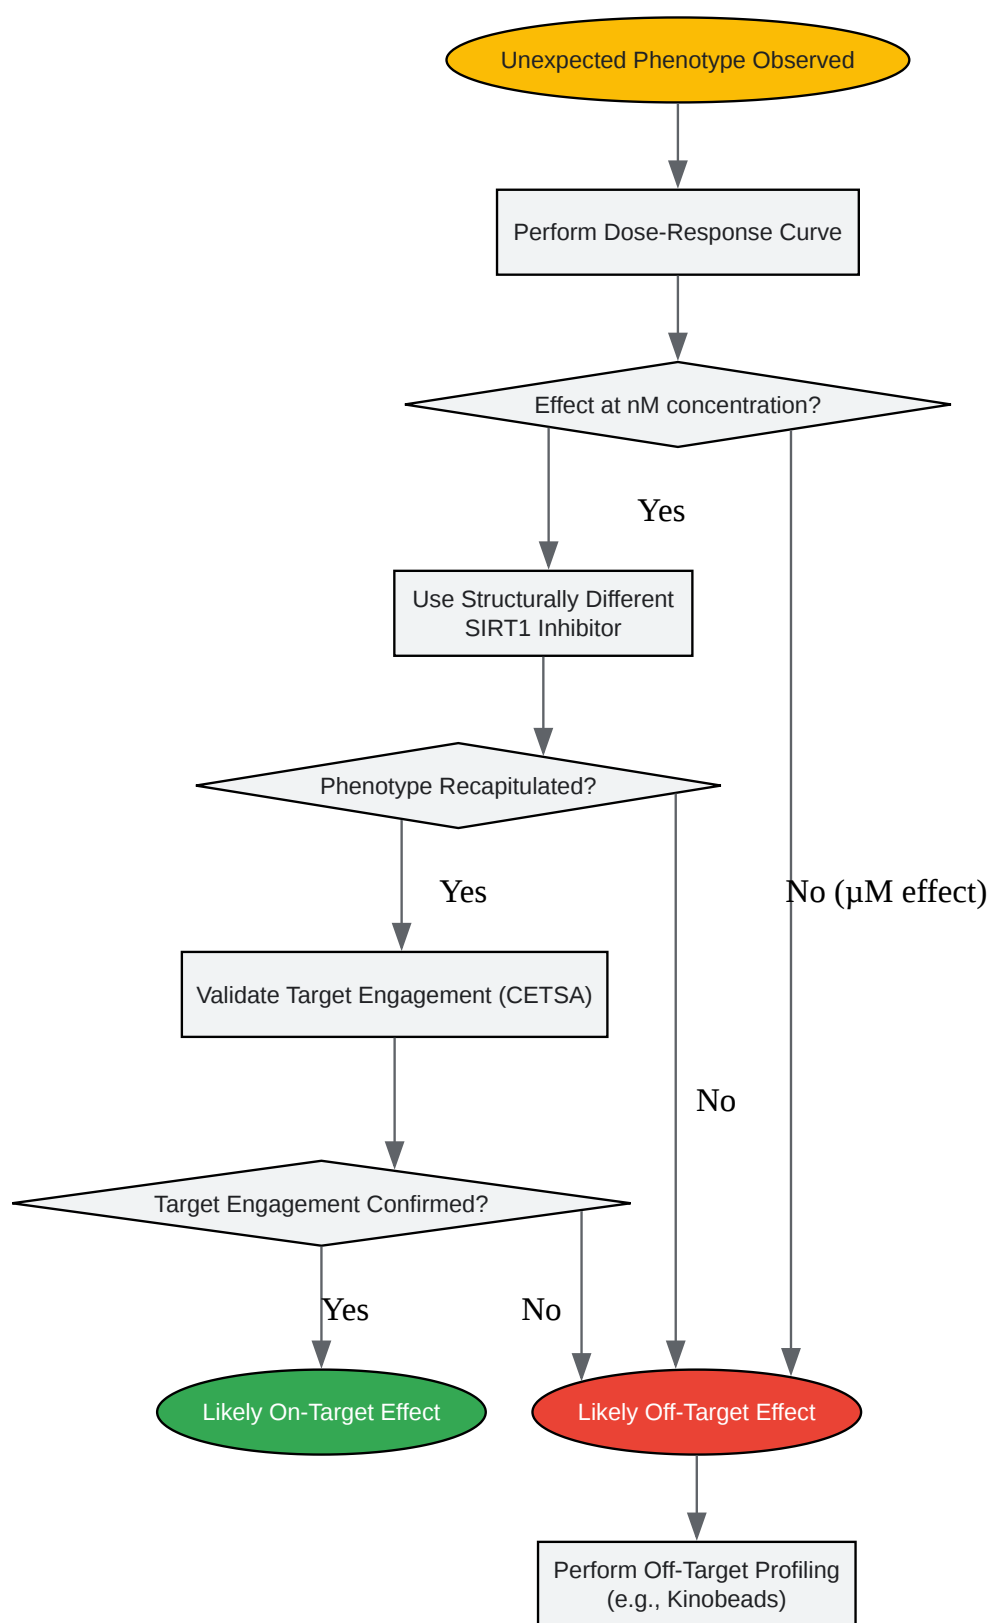 Unexpected Phenotype Observed
Perform Dose-Response Curve
Effect at nM concentration?
Yes
Use Structurally Different
SIRT1 Inhibitor
Phenotype Recapitulated?
Yes
No (µM effect)
Validate Target Engagement (CETSA)
No
Target Engagement Confirmed?
Yes
No
Likely On-Target Effect
Likely Off-Target Effect
Perform Off-Target Profiling
(e.g., Kinobeads)